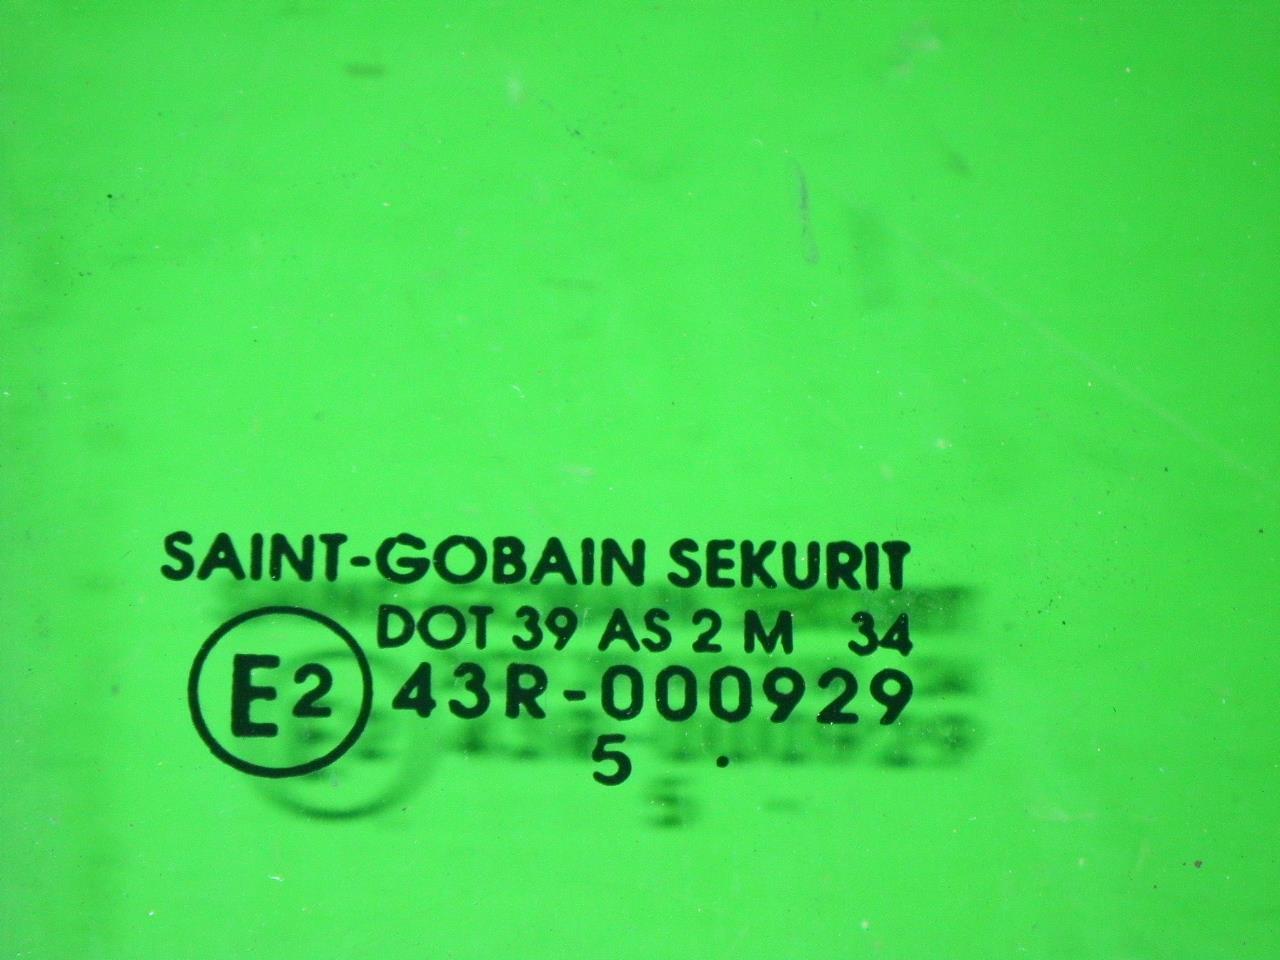 SAINT-GOBAIN SEKURIT
DOT 39 AS 2 M 34
E2 43R-000929
5 .